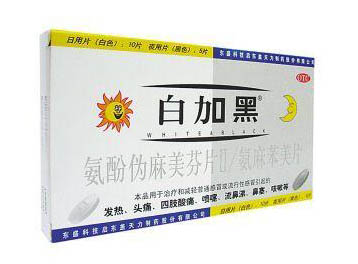 日用片(白色):10片 夜用片(黑色):5片
东盛科技启东盖天力制药股份有限公司
OTC
白加黑®
WHITE&BLACK
氨酚伪麻美芬片Ⅱ/氨麻苯美片
本品用于治疗和减轻普通感冒或流行性感冒引起的
发热、头痛、四肢酸痛、喷嚏、流鼻涕、鼻塞、咳嗽等
东盛科技启东盖天力制药股份有限公司